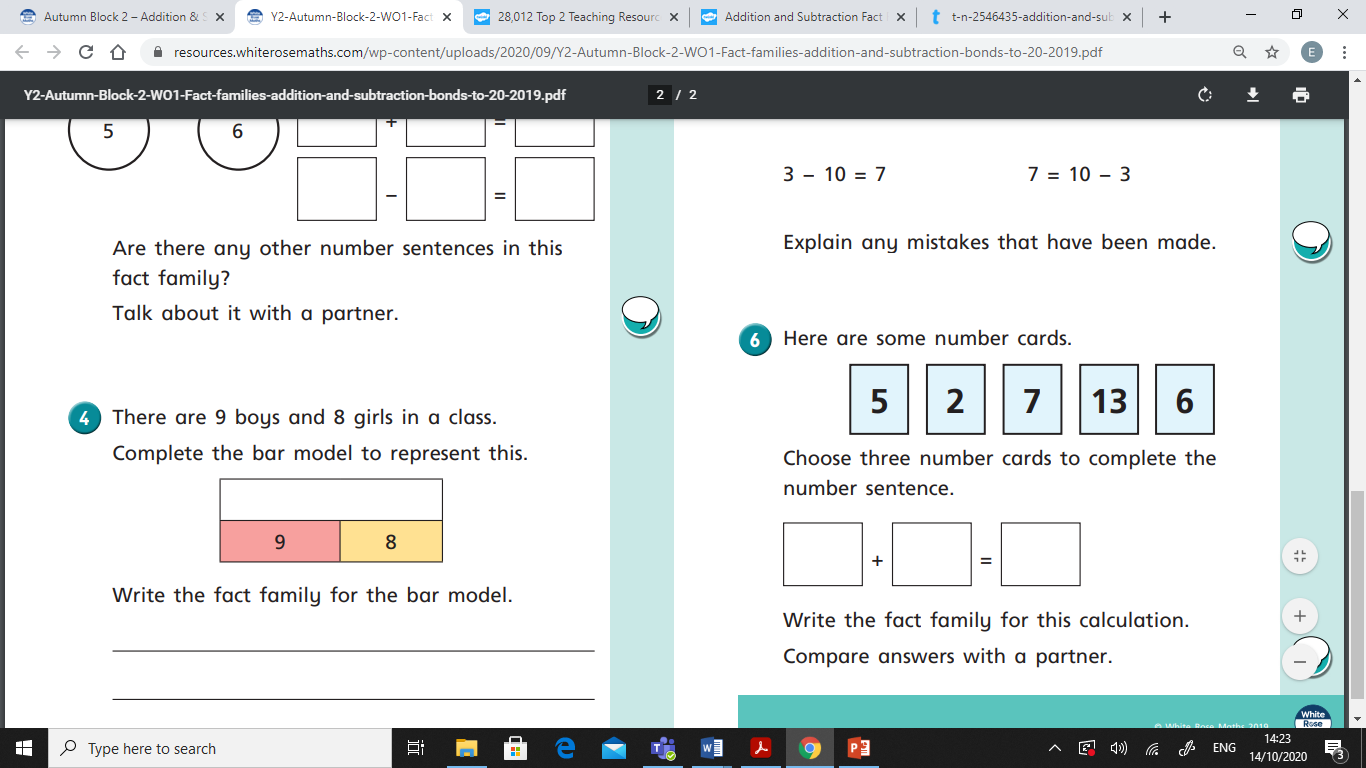 Autumn Block 2 – Addition & S
Y2-Autumn-Block-2-WO1-Fact
28,012 Top 2 Teaching Resourc
Addition and Subtraction Fact
t-n-2546435-addition-and-sub
resources.whiterosemaths.com/wp-content/uploads/2020/09/Y2-Autumn-Block-2-WO1-Fact-families-addition-and-subtraction-bonds-to-20-2019.pdf
E
Y2-Autumn-Block-2-WO1-Fact-families-addition-and-subtraction-bonds-to-20-2019.pdf
2 / 2
5 6 + =
– =
Are there any other number sentences in this
fact family?
Talk about it with a partner.
4 There are 9 boys and 8 girls in a class.
Complete the bar model to represent this.
9 8
Write the fact family for the bar model.
3 – 10 = 7 7 = 10 – 3
Explain any mistakes that have been made.
6 Here are some number cards.
5 2 7 13 6
Choose three number cards to complete the
number sentence.
+ =
Write the fact family for this calculation.
Compare answers with a partner.
© White Rose Maths 2019
White
Rose
Type here to search
ENG
14:23
14/10/2020
3